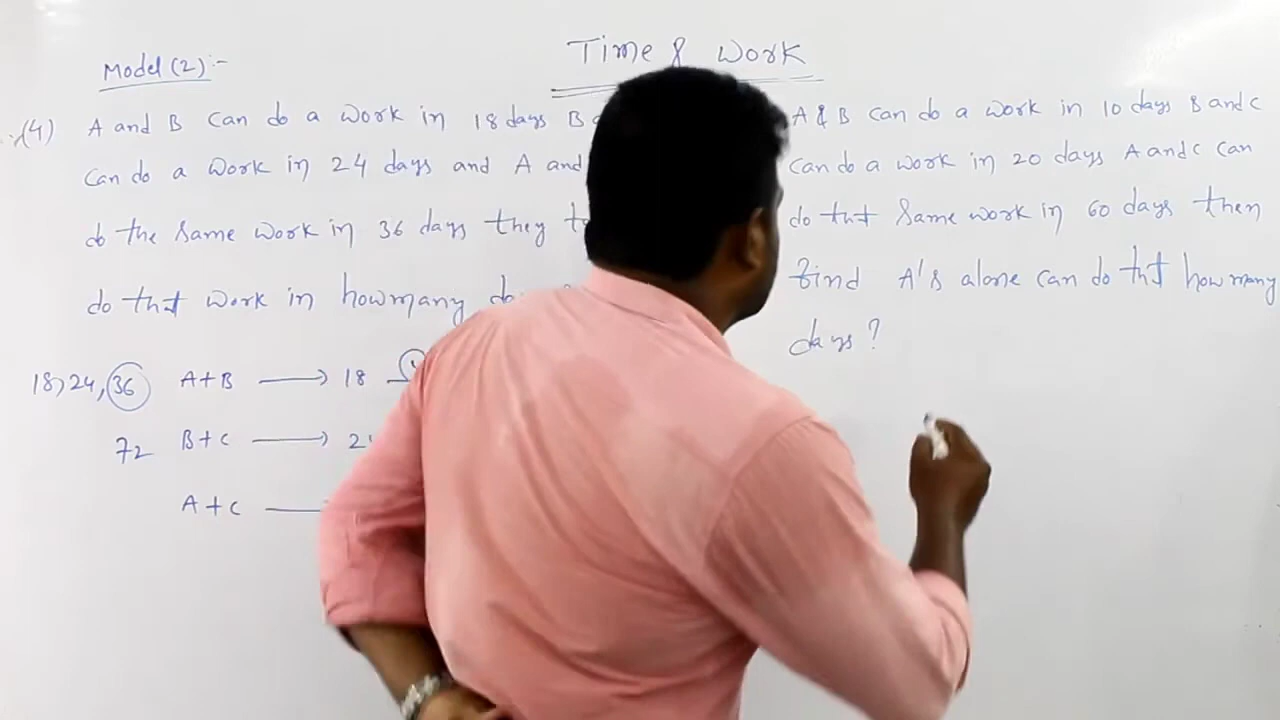 Time & Work
Model (2):-
(4) A and B can do a work in 18 days B
can do a work in 24 days and A and
do the same work in 36 days they
do that work in howmany
18, 24, 36 A+B → 18
72 B+C → 2
A+C
A & B can do a work in 10 days B and C
can do a work in 20 days A and C can
do that same work in 60 days then
find A's alone can do that how many
days?